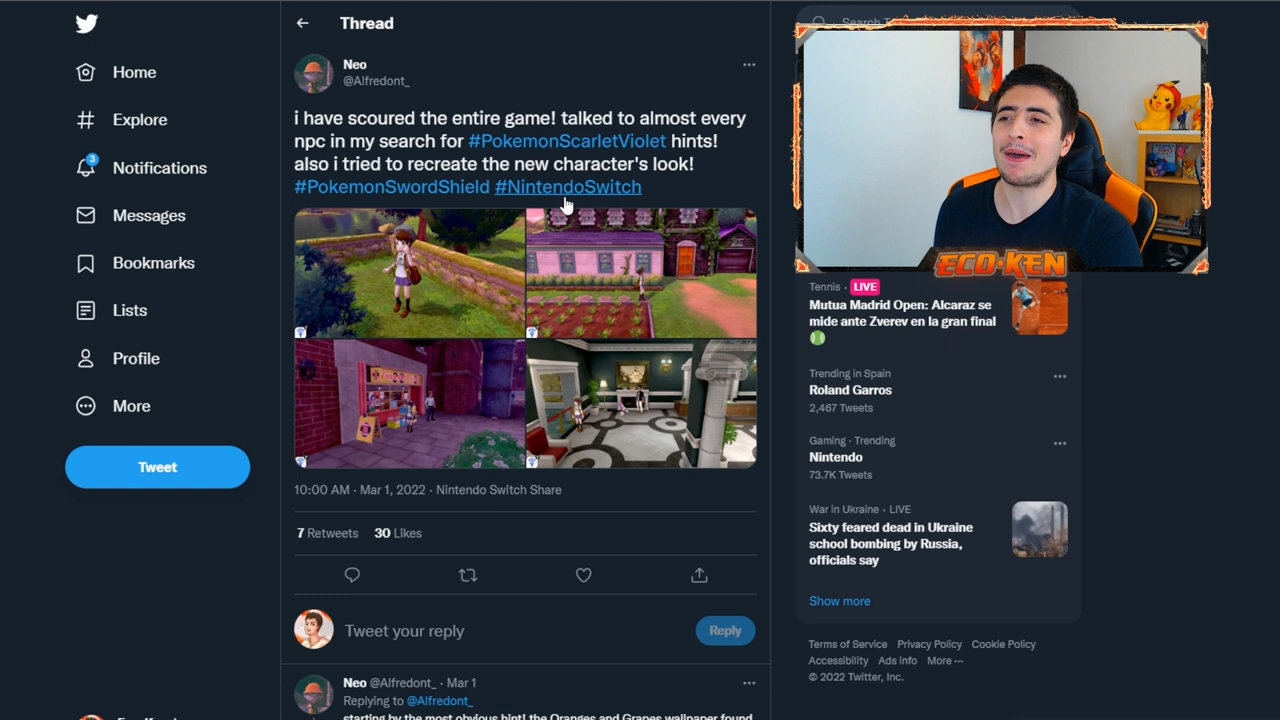 Home
Explore
3
Notifications
Messages
Bookmarks
Lists
Profile
More
Tweet
Thread
Neo
@Alfredont_
i have scoured the entire game! talked to almost every
npc in my search for #PokemonScarletViolet hints!
also i tried to recreate the new character's look!
#PokemonSwordShield #NintendoSwitch
10:00 AM · Mar 1, 2022 · Nintendo Switch Share
7 Retweets 30 Likes
Tweet your reply
Reply
Neo @Alfredont_ · Mar 1
Replying to @Alfredont_
starting by the most obvious hint! the Oranges and Grapes wallpaper found
Search T
ECO-KEN
Tennis · LIVE
Mutua Madrid Open: Alcaraz se
mide ante Zverev en la gran final
Trending in Spain
Roland Garros
2,467 Tweets
Gaming · Trending
Nintendo
73.7K Tweets
War in Ukraine · LIVE
Sixty feared dead in Ukraine
school bombing by Russia,
officials say
Show more
Terms of Service Privacy Policy Cookie Policy
Accessibility Ads info More ···
© 2022 Twitter, Inc.